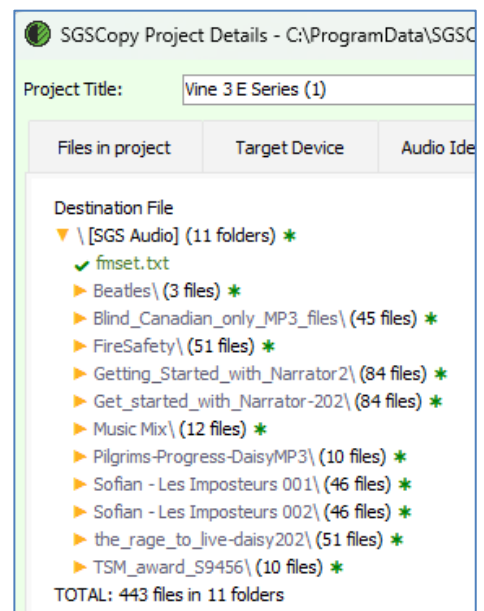 SGSCopy Project Details - C:\ProgramData\SGSC
Project Title: Vine 3 E Series (1)
Files in project Target Device Audio Ide
Destination File
\ [SGS Audio] (11 folders) ✱
fmset.txt
Beatles\ (3 files) ✱
Blind_Canadian_only_MP3_files\ (45 files) ✱
FireSafety\ (51 files) ✱
Getting_Started_with_Narrator2\ (84 files) ✱
Get_started_with_Narrator-202\ (84 files) ✱
Music Mix\ (12 files) ✱
Pilgrims-Progress-DaisyMP3\ (10 files) ✱
Sofian - Les Imposteurs 001\ (46 files) ✱
Sofian - Les Imposteurs 002\ (46 files) ✱
the_rage_to_live-daisy202\ (51 files) ✱
TSM_award_S9456\ (10 files) ✱
TOTAL: 443 files in 11 folders